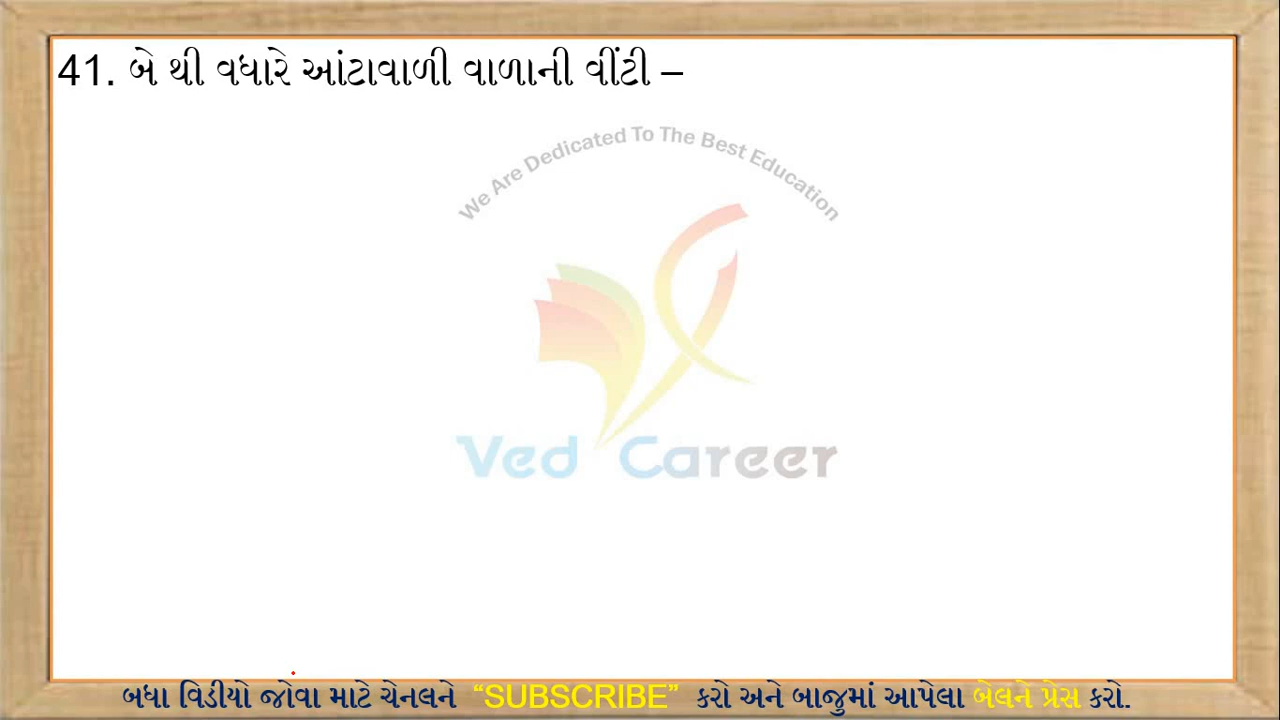 41. બે થી વધારે આંટાવાળી વાળાની વીંટી –
We Are Dedicated To The Best Education
Ved Career
બધા વિડીયો જોવા માટે ચેનલને “SUBSCRIBE” કરો અને બાજુમાં આપેલા બેલને પ્રેસ કરો.